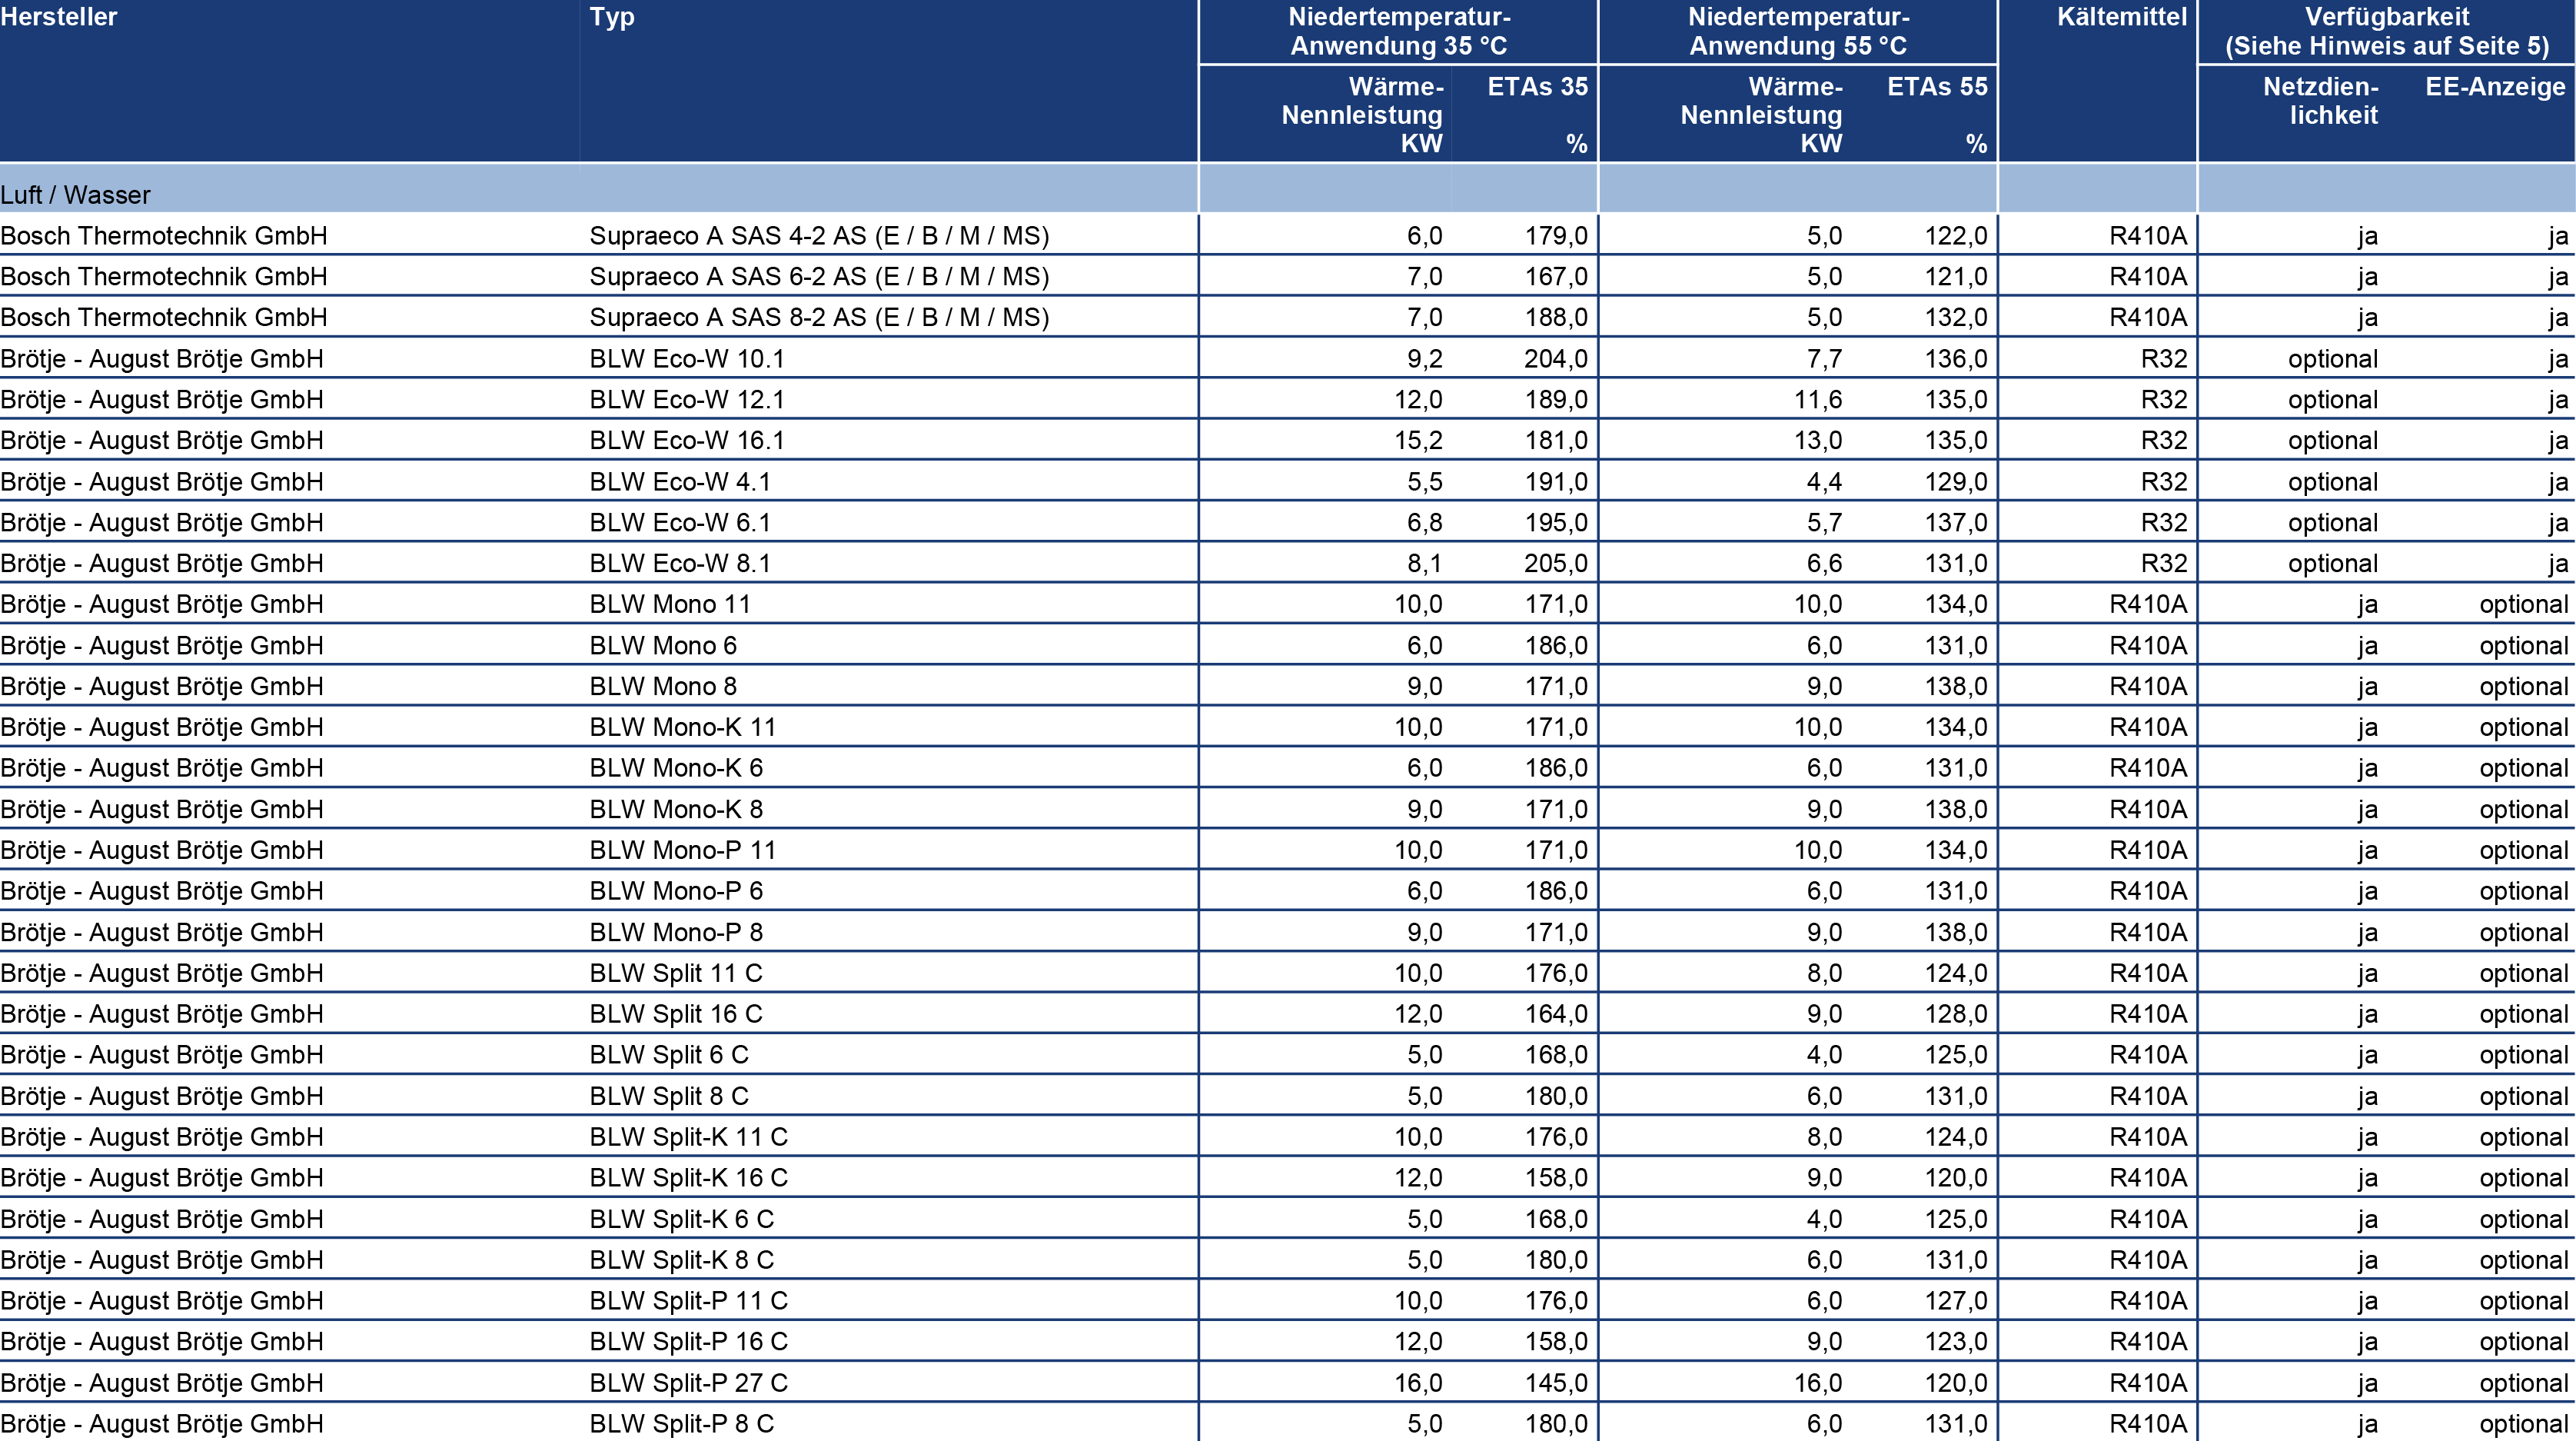 Hersteller Typ Niedertemperatur- Niedertemperatur- Kältemittel Verfügbarkeit
Anwendung 35 °C Anwendung 55 °C (Siehe Hinweis auf Seite 5)
Wärme- ETAs 35 Wärme- ETAs 55 Netzdien- EE-Anzeige
Nennleistung Nennleistung lichkeit
KW % KW %
Luft / Wasser
Bosch Thermotechnik GmbH Supraeco A SAS 4-2 AS (E / B / M / MS) 6,0 179,0 5,0 122,0 R410A ja ja
Bosch Thermotechnik GmbH Supraeco A SAS 6-2 AS (E / B / M / MS) 7,0 167,0 5,0 121,0 R410A ja ja
Bosch Thermotechnik GmbH Supraeco A SAS 8-2 AS (E / B / M / MS) 7,0 188,0 5,0 132,0 R410A ja ja
Brötje - August Brötje GmbH BLW Eco-W 10.1 9,2 204,0 7,7 136,0 R32 optional ja
Brötje - August Brötje GmbH BLW Eco-W 12.1 12,0 189,0 11,6 135,0 R32 optional ja
Brötje - August Brötje GmbH BLW Eco-W 16.1 15,2 181,0 13,0 135,0 R32 optional ja
Brötje - August Brötje GmbH BLW Eco-W 4.1 5,5 191,0 4,4 129,0 R32 optional ja
Brötje - August Brötje GmbH BLW Eco-W 6.1 6,8 195,0 5,7 137,0 R32 optional ja
Brötje - August Brötje GmbH BLW Eco-W 8.1 8,1 205,0 6,6 131,0 R32 optional ja
Brötje - August Brötje GmbH BLW Mono 11 10,0 171,0 10,0 134,0 R410A ja optional
Brötje - August Brötje GmbH BLW Mono 6 6,0 186,0 6,0 131,0 R410A ja optional
Brötje - August Brötje GmbH BLW Mono 8 9,0 171,0 9,0 138,0 R410A ja optional
Brötje - August Brötje GmbH BLW Mono-K 11 10,0 171,0 10,0 134,0 R410A ja optional
Brötje - August Brötje GmbH BLW Mono-K 6 6,0 186,0 6,0 131,0 R410A ja optional
Brötje - August Brötje GmbH BLW Mono-K 8 9,0 171,0 9,0 138,0 R410A ja optional
Brötje - August Brötje GmbH BLW Mono-P 11 10,0 171,0 10,0 134,0 R410A ja optional
Brötje - August Brötje GmbH BLW Mono-P 6 6,0 186,0 6,0 131,0 R410A ja optional
Brötje - August Brötje GmbH BLW Mono-P 8 9,0 171,0 9,0 138,0 R410A ja optional
Brötje - August Brötje GmbH BLW Split 11 C 10,0 176,0 8,0 124,0 R410A ja optional
Brötje - August Brötje GmbH BLW Split 16 C 12,0 164,0 9,0 128,0 R410A ja optional
Brötje - August Brötje GmbH BLW Split 6 C 5,0 168,0 4,0 125,0 R410A ja optional
Brötje - August Brötje GmbH BLW Split 8 C 5,0 180,0 6,0 131,0 R410A ja optional
Brötje - August Brötje GmbH BLW Split-K 11 C 10,0 176,0 8,0 124,0 R410A ja optional
Brötje - August Brötje GmbH BLW Split-K 16 C 12,0 158,0 9,0 120,0 R410A ja optional
Brötje - August Brötje GmbH BLW Split-K 6 C 5,0 168,0 4,0 125,0 R410A ja optional
Brötje - August Brötje GmbH BLW Split-K 8 C 5,0 180,0 6,0 131,0 R410A ja optional
Brötje - August Brötje GmbH BLW Split-P 11 C 10,0 176,0 6,0 127,0 R410A ja optional
Brötje - August Brötje GmbH BLW Split-P 16 C 12,0 158,0 9,0 123,0 R410A ja optional
Brötje - August Brötje GmbH BLW Split-P 27 C 16,0 145,0 16,0 120,0 R410A ja optional
Brötje - August Brötje GmbH BLW Split-P 8 C 5,0 180,0 6,0 131,0 R410A ja optional